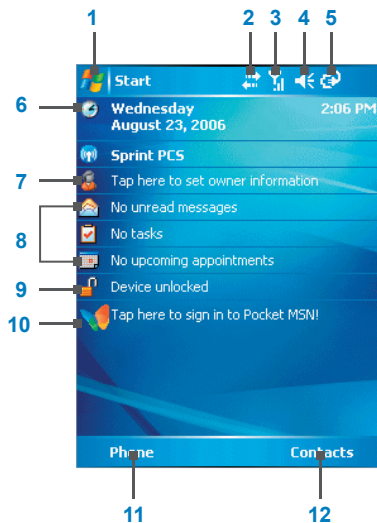 1 2 3 4 5
Start
6
Wednesday 2:06 PM
August 23, 2006
Sprint PCS
7 Tap here to set owner information
No unread messages
8 No tasks
No upcoming appointments
9 Device unlocked
10 Tap here to sign in to Pocket MSN!
Phone Contacts
11 12